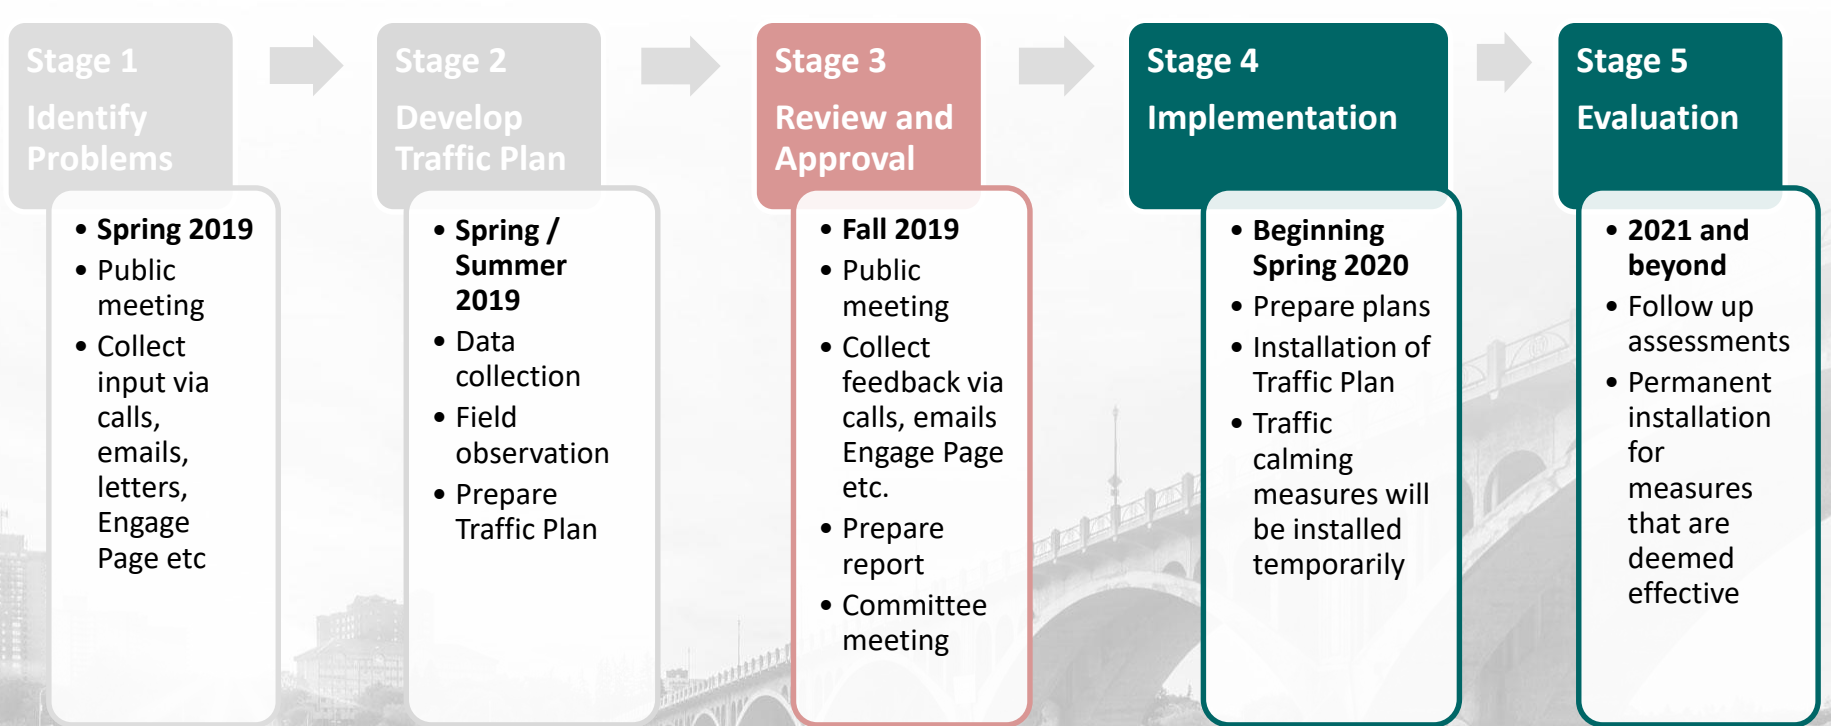 Stage 1
Identify
Problems
• Spring 2019
• Public
meeting
• Collect
input via
calls,
emails,
letters,
Engage
Page etc
Stage 2
Develop
Traffic Plan
• Spring /
Summer
2019
• Data
collection
• Field
observation
• Prepare
Traffic Plan
Stage 3
Review and
Approval
• Fall 2019
• Public
meeting
• Collect
feedback via
calls, emails
Engage Page
etc.
• Prepare
report
• Committee
meeting
Stage 4
Implementation
• Beginning
Spring 2020
• Prepare plans
• Installation of
Traffic Plan
• Traffic
calming
measures will
be installed
temporarily
Stage 5
Evaluation
• 2021 and
beyond
• Follow up
assessments
• Permanent
installation
for
measures
that are
deemed
effective